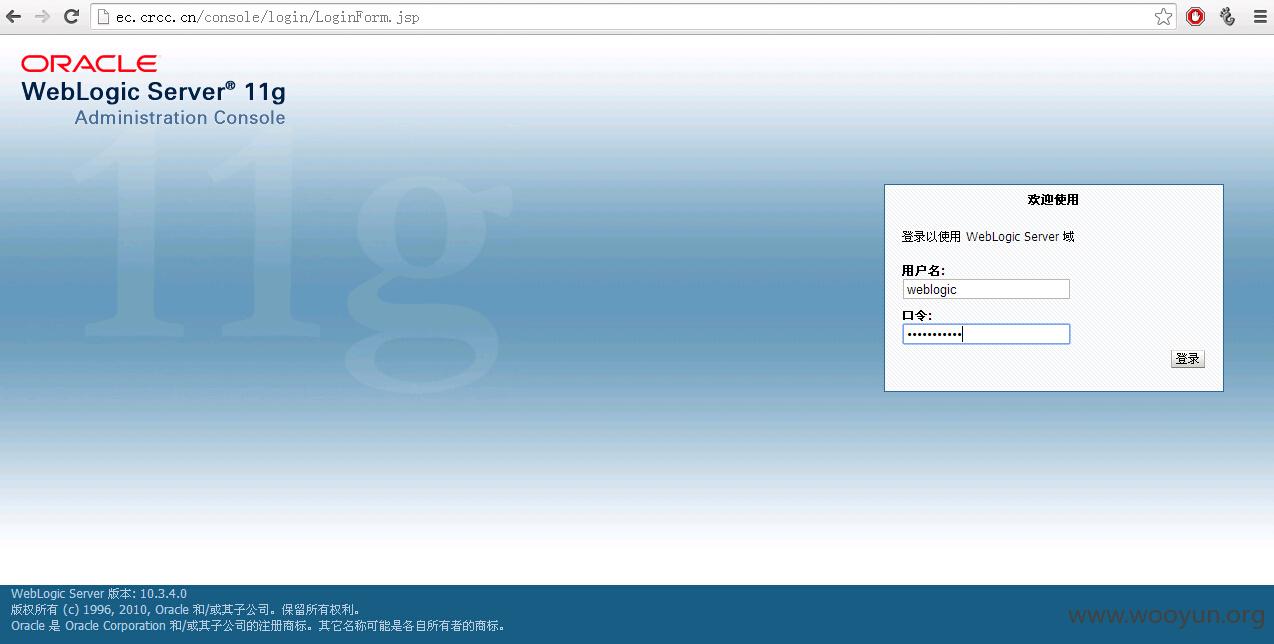 ec.crcc.cn/console/login/LoginForm.jsp
ORACLE
WebLogic Server® 11g
Administration Console
11g
欢迎使用
登录以使用 WebLogic Server 域
用户名:
weblogic
口令:
•••••••••••
登录
WebLogic Server 版本: 10.3.4.0
版权所有 (c) 1996, 2010, Oracle 和/或其子公司。保留所有权利。
Oracle 是 Oracle Corporation 和/或其子公司的注册商标。其它名称可能是各自所有者的商标。
www.wooyun.org